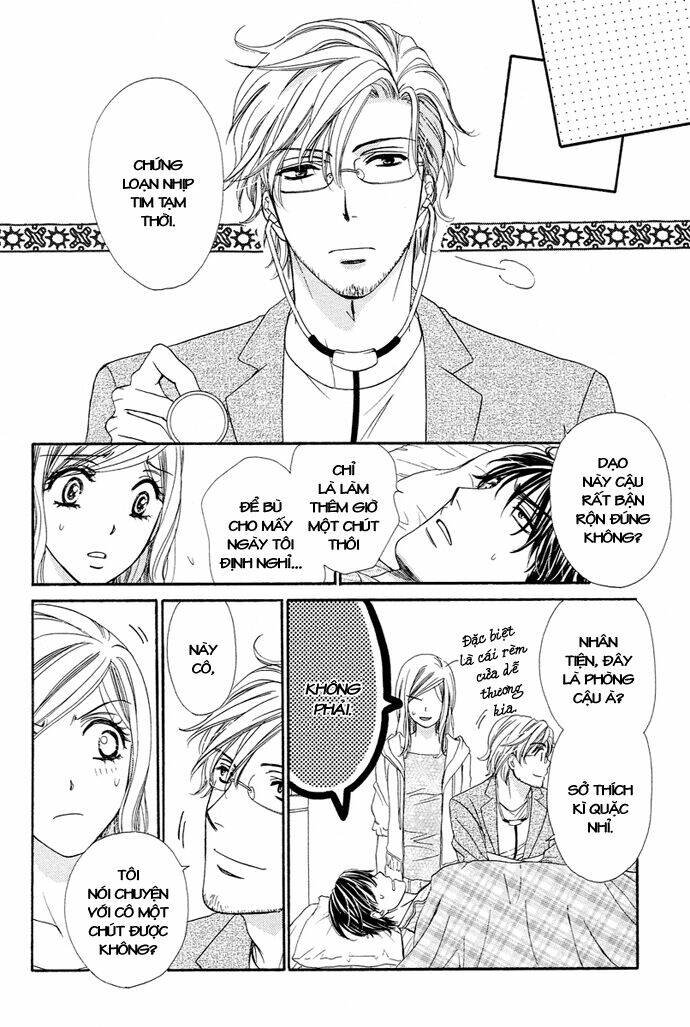 CHỨNG
LOẠN NHỊP
TIM TẠM
THỜI.
DẠO
NÀY CẬU
RẤT BẬN
RỘN ĐÚNG
KHÔNG?
CHỈ
LÀ LÀM
THÊM GIỜ
MỘT CHÚT
THÔI
ĐỂ BÙ
CHO MẤY
NGÀY TÔI
ĐỊNH NGHỈ...
NHÂN
TIỆN, ĐÂY
LÀ PHÒNG
CẬU À?
SỞ THÍCH
KÌ QUẶC
NHỈ.
Đặc biệt
là cái rèm
cửa dễ
thương
kia.
KHÔNG
PHẢI.
NÀY
CÔ,
TÔI
NÓI CHUYỆN
VỚI CÔ MỘT
CHÚT ĐƯỢC
KHÔNG?